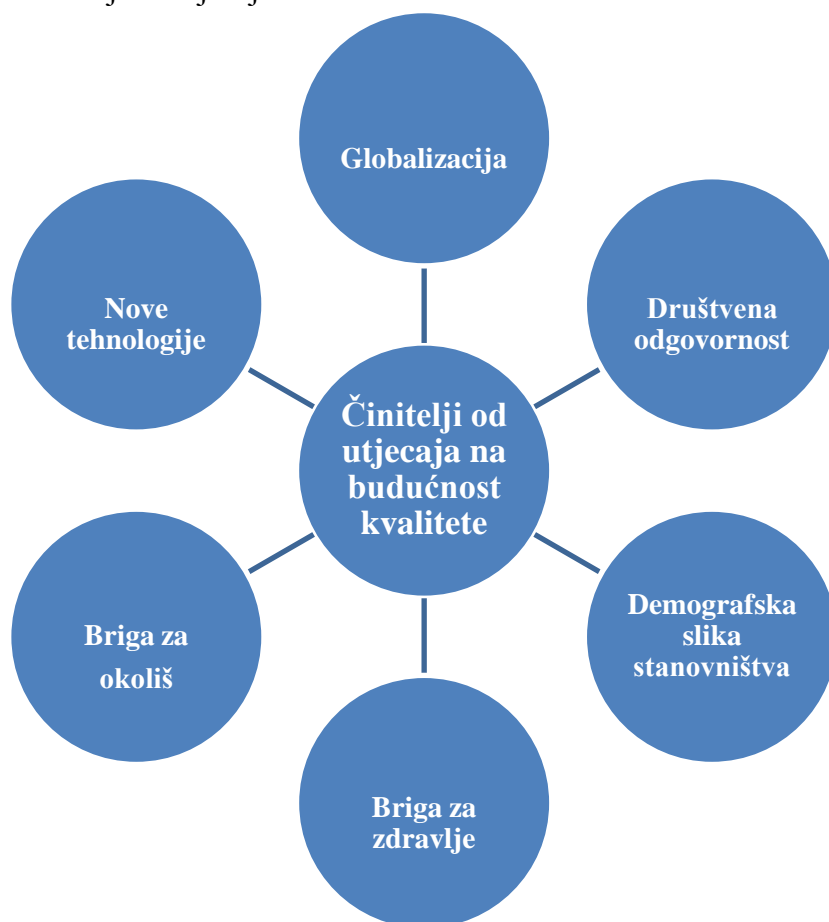 Globalizacija
Nove
tehnologije
Društvena
odgovornost
Činitelji od
utjecaja na
budućnost
kvalitete
Briga za
okoliš
Demografska
slika
stanovništva
Briga za
zdravlje